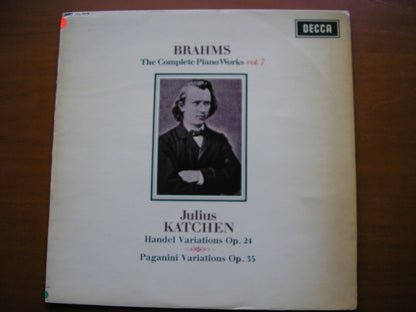 DECCA
BRAHMS
The Complete Piano Works vol. 7
Julius
KATCHEN
Handel Variations Op. 24
Paganini Variations Op. 35